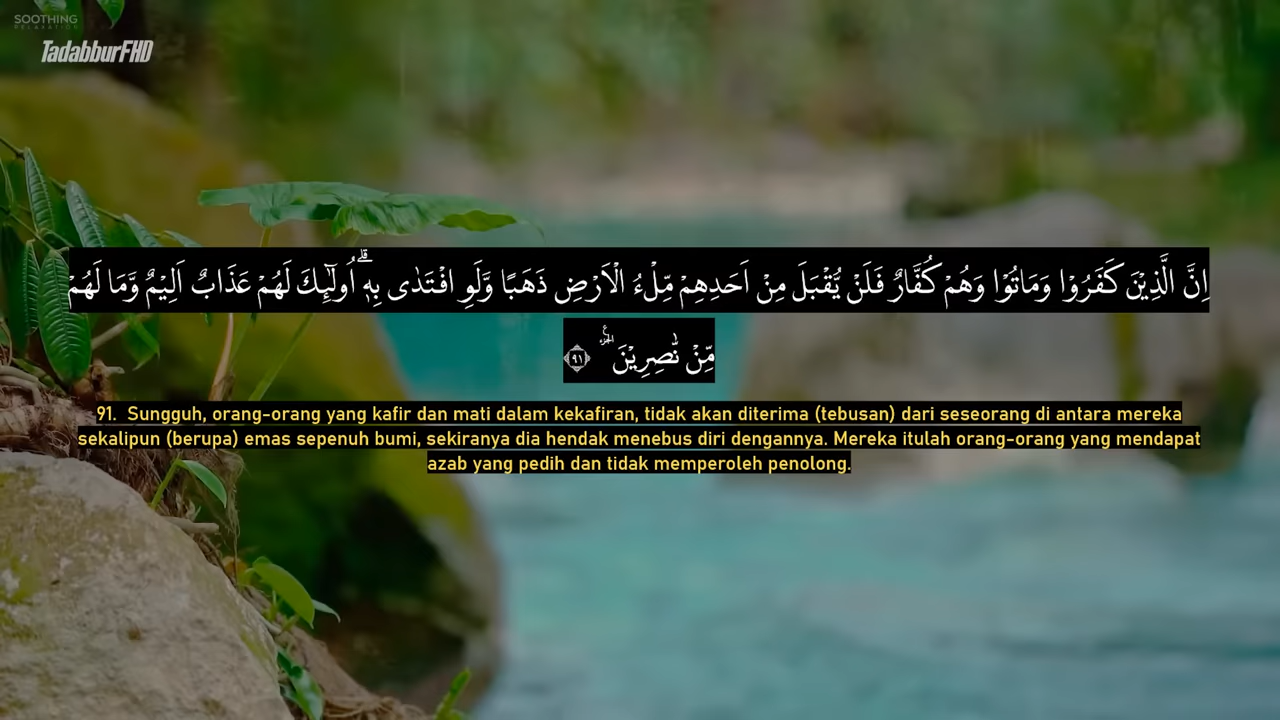 SOOTHING
RELAXATION
TadabburFHD
اِنَّ الَّذِيْنَ كَفَرُوْا وَمَاتُوْا وَهُمْ كُفَّارٌ فَلَنْ يُّقْبَلَ مِنْ اَحَدِهِمْ مِّلْءُ الْاَرْضِ ذَهَبًا وَّلَوِ افْتَدٰى بِهٖۗ اُولٰۤىِٕكَ لَهُمْ عَذَابٌ اَلِيْمٌ وَّمَا لَهُمْ
مِّنْ نّٰصِرِيْنَ ࣖ ۔ ٩١
91. Sungguh, orang-orang yang kafir dan mati dalam kekafiran, tidak akan diterima (tebusan) dari seseorang di antara mereka
sekalipun (berupa) emas sepenuh bumi, sekiranya dia hendak menebus diri dengannya. Mereka itulah orang-orang yang mendapat
azab yang pedih dan tidak memperoleh penolong.